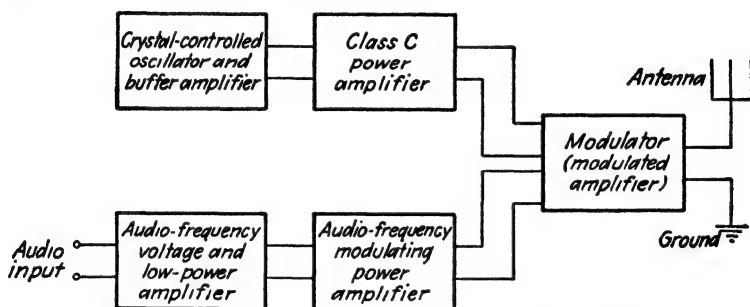 Crystal-controlled
oscillator and
buffer amplifier
Class C
power
amplifier
Antenna
Modulator
(modulated
amplifier)
Ground
Audio
input
Audio-frequency
voltage and
low-power
amplifier
Audio-frequency
modulating
power
amplifier